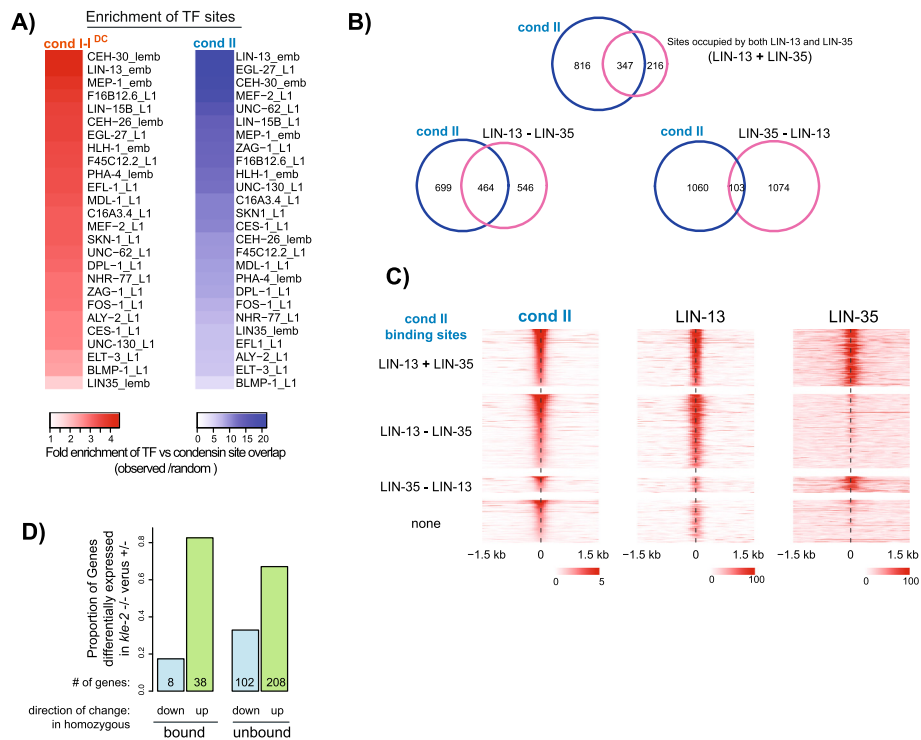 A)
Enrichment of TF sites
cond I-I DC
cond II
CEH-30_lemb
LIN-13_emb
MEP-1_emb
F16B12.6_L1
LIN-15B_L1
CEH-26_lemb
EGL-27_L1
HLH-1_emb
F45C12.2_L1
PHA-4_lemb
EFL-1_L1
MDL-1_L1
C16A3.4_L1
MEF-2_L1
SKN-1_L1
UNC-62_L1
DPL-1_L1
NHR-77_L1
ZAG-1_L1
FOS-1_L1
ALY-2_L1
CES-1_L1
UNC-130_L1
ELT-3_L1
BLMP-1_L1
LIN35_lemb
LIN-13_emb
EGL-27_L1
CEH-30_emb
MEF-2_L1
UNC-62_L1
LIN-15B_L1
MEP-1_emb
ZAG-1_L1
F16B12.6_L1
HLH-1_emb
UNC-130_L1
C16A3.4_L1
SKN1_L1
CES-1_L1
CEH-26_lemb
F45C12.2_L1
MDL-1_L1
PHA-4_lemb
DPL-1_L1
FOS-1_L1
NHR-77_L1
LIN35_lemb
EFL1_L1
ALY-2_L1
ELT-3_L1
BLMP-1_L1
1 2 3 4
0 5 10 15 20
Fold enrichment of TF vs condensin site overlap
(observed /random )
B)
cond II
816 347 216
Sites occupied by both LIN-13 and LIN-35
(LIN-13 + LIN-35)
cond II
LIN-13 - LIN-35
699 464 546
cond II
LIN-35 - LIN-13
1060 103 1074
C)
cond II
binding sites
cond II
LIN-13
LIN-35
LIN-13 + LIN-35
LIN-13 - LIN-35
LIN-35 - LIN-13
none
−1.5 kb 0 1.5 kb
−1.5 kb 0 1.5 kb
−1.5 kb 0 1.5 kb
0 5
0 100
0 100
D)
Proportion of Genes
differentially expressed
in kle-2 -/- verus +/-
0.0 0.2 0.4 0.6 0.8
# of genes:
8 38 102 208
direction of change:
in homozygous
down up down up
bound unbound